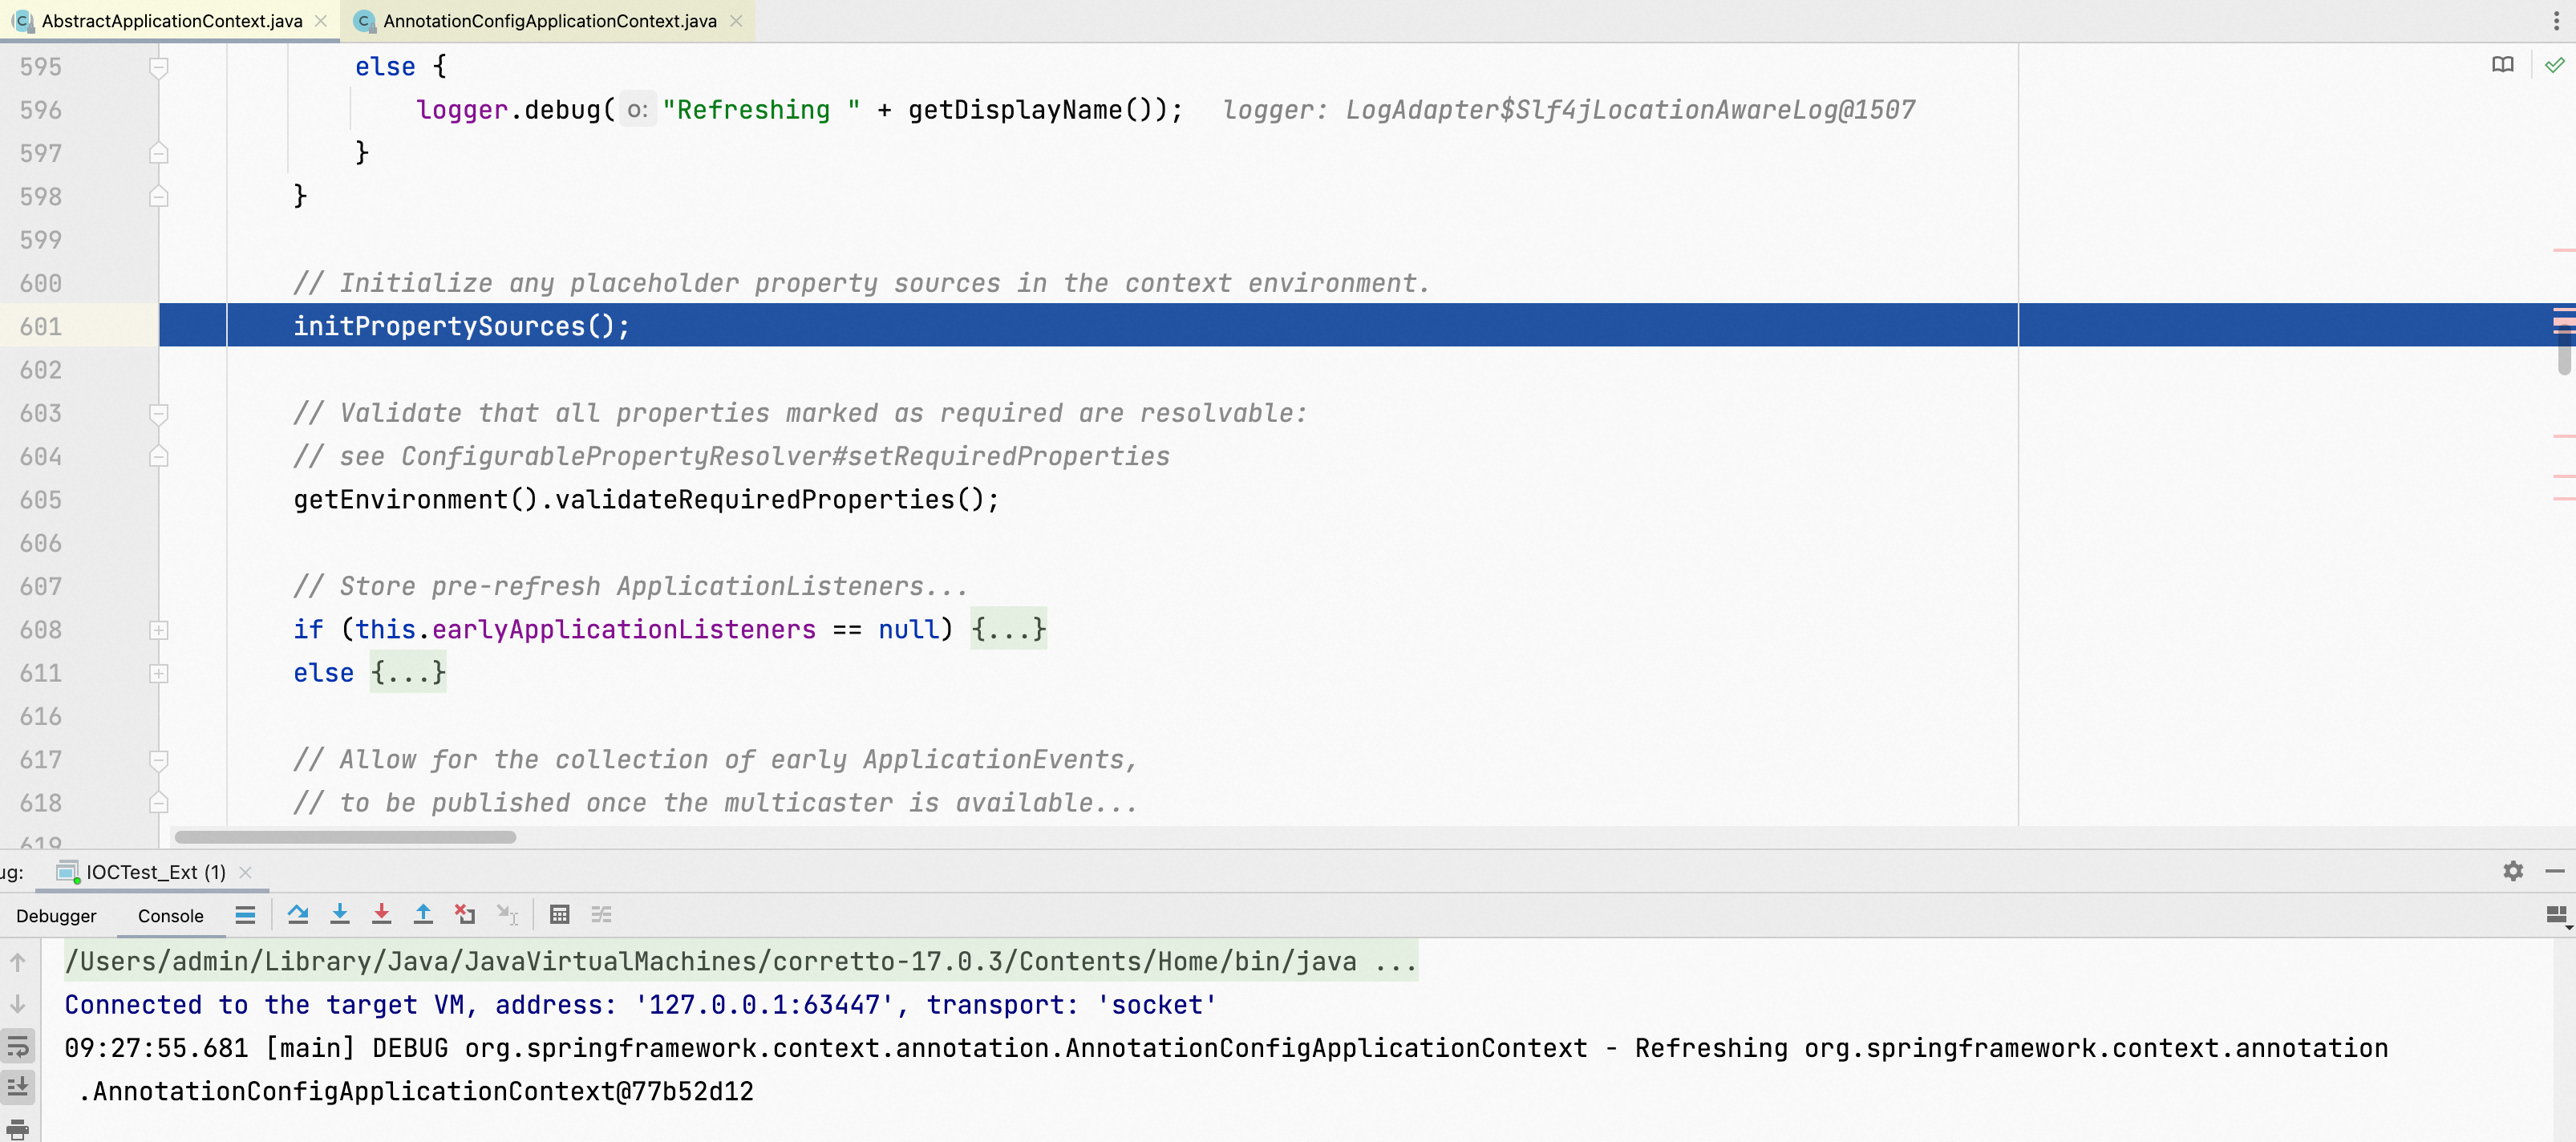 AbstractApplicationContext.java AnnotationConfigApplicationContext.java
595 else {
596 logger.debug( o: "Refreshing " + getDisplayName()); logger: LogAdapter$Slf4jLocationAwareLog@1507
597 }
598 }
599
600 // Initialize any placeholder property sources in the context environment.
601 initPropertySources();
602
603 // Validate that all properties marked as required are resolvable:
604 // see ConfigurablePropertyResolver#setRequiredProperties
605 getEnvironment().validateRequiredProperties();
606
607 // Store pre-refresh ApplicationListeners...
608 if (this.earlyApplicationListeners == null) {...}
611 else {...}
616
617 // Allow for the collection of early ApplicationEvents,
618 // to be published once the multicaster is available...
619
ug: IOCTest_Ext (1)
Debugger Console
/Users/admin/Library/Java/JavaVirtualMachines/corretto-17.0.3/Contents/Home/bin/java ...
Connected to the target VM, address: '127.0.0.1:63447', transport: 'socket'
09:27:55.681 [main] DEBUG org.springframework.context.annotation.AnnotationConfigApplicationContext - Refreshing org.springframework.context.annotation
.AnnotationConfigApplicationContext@77b52d12